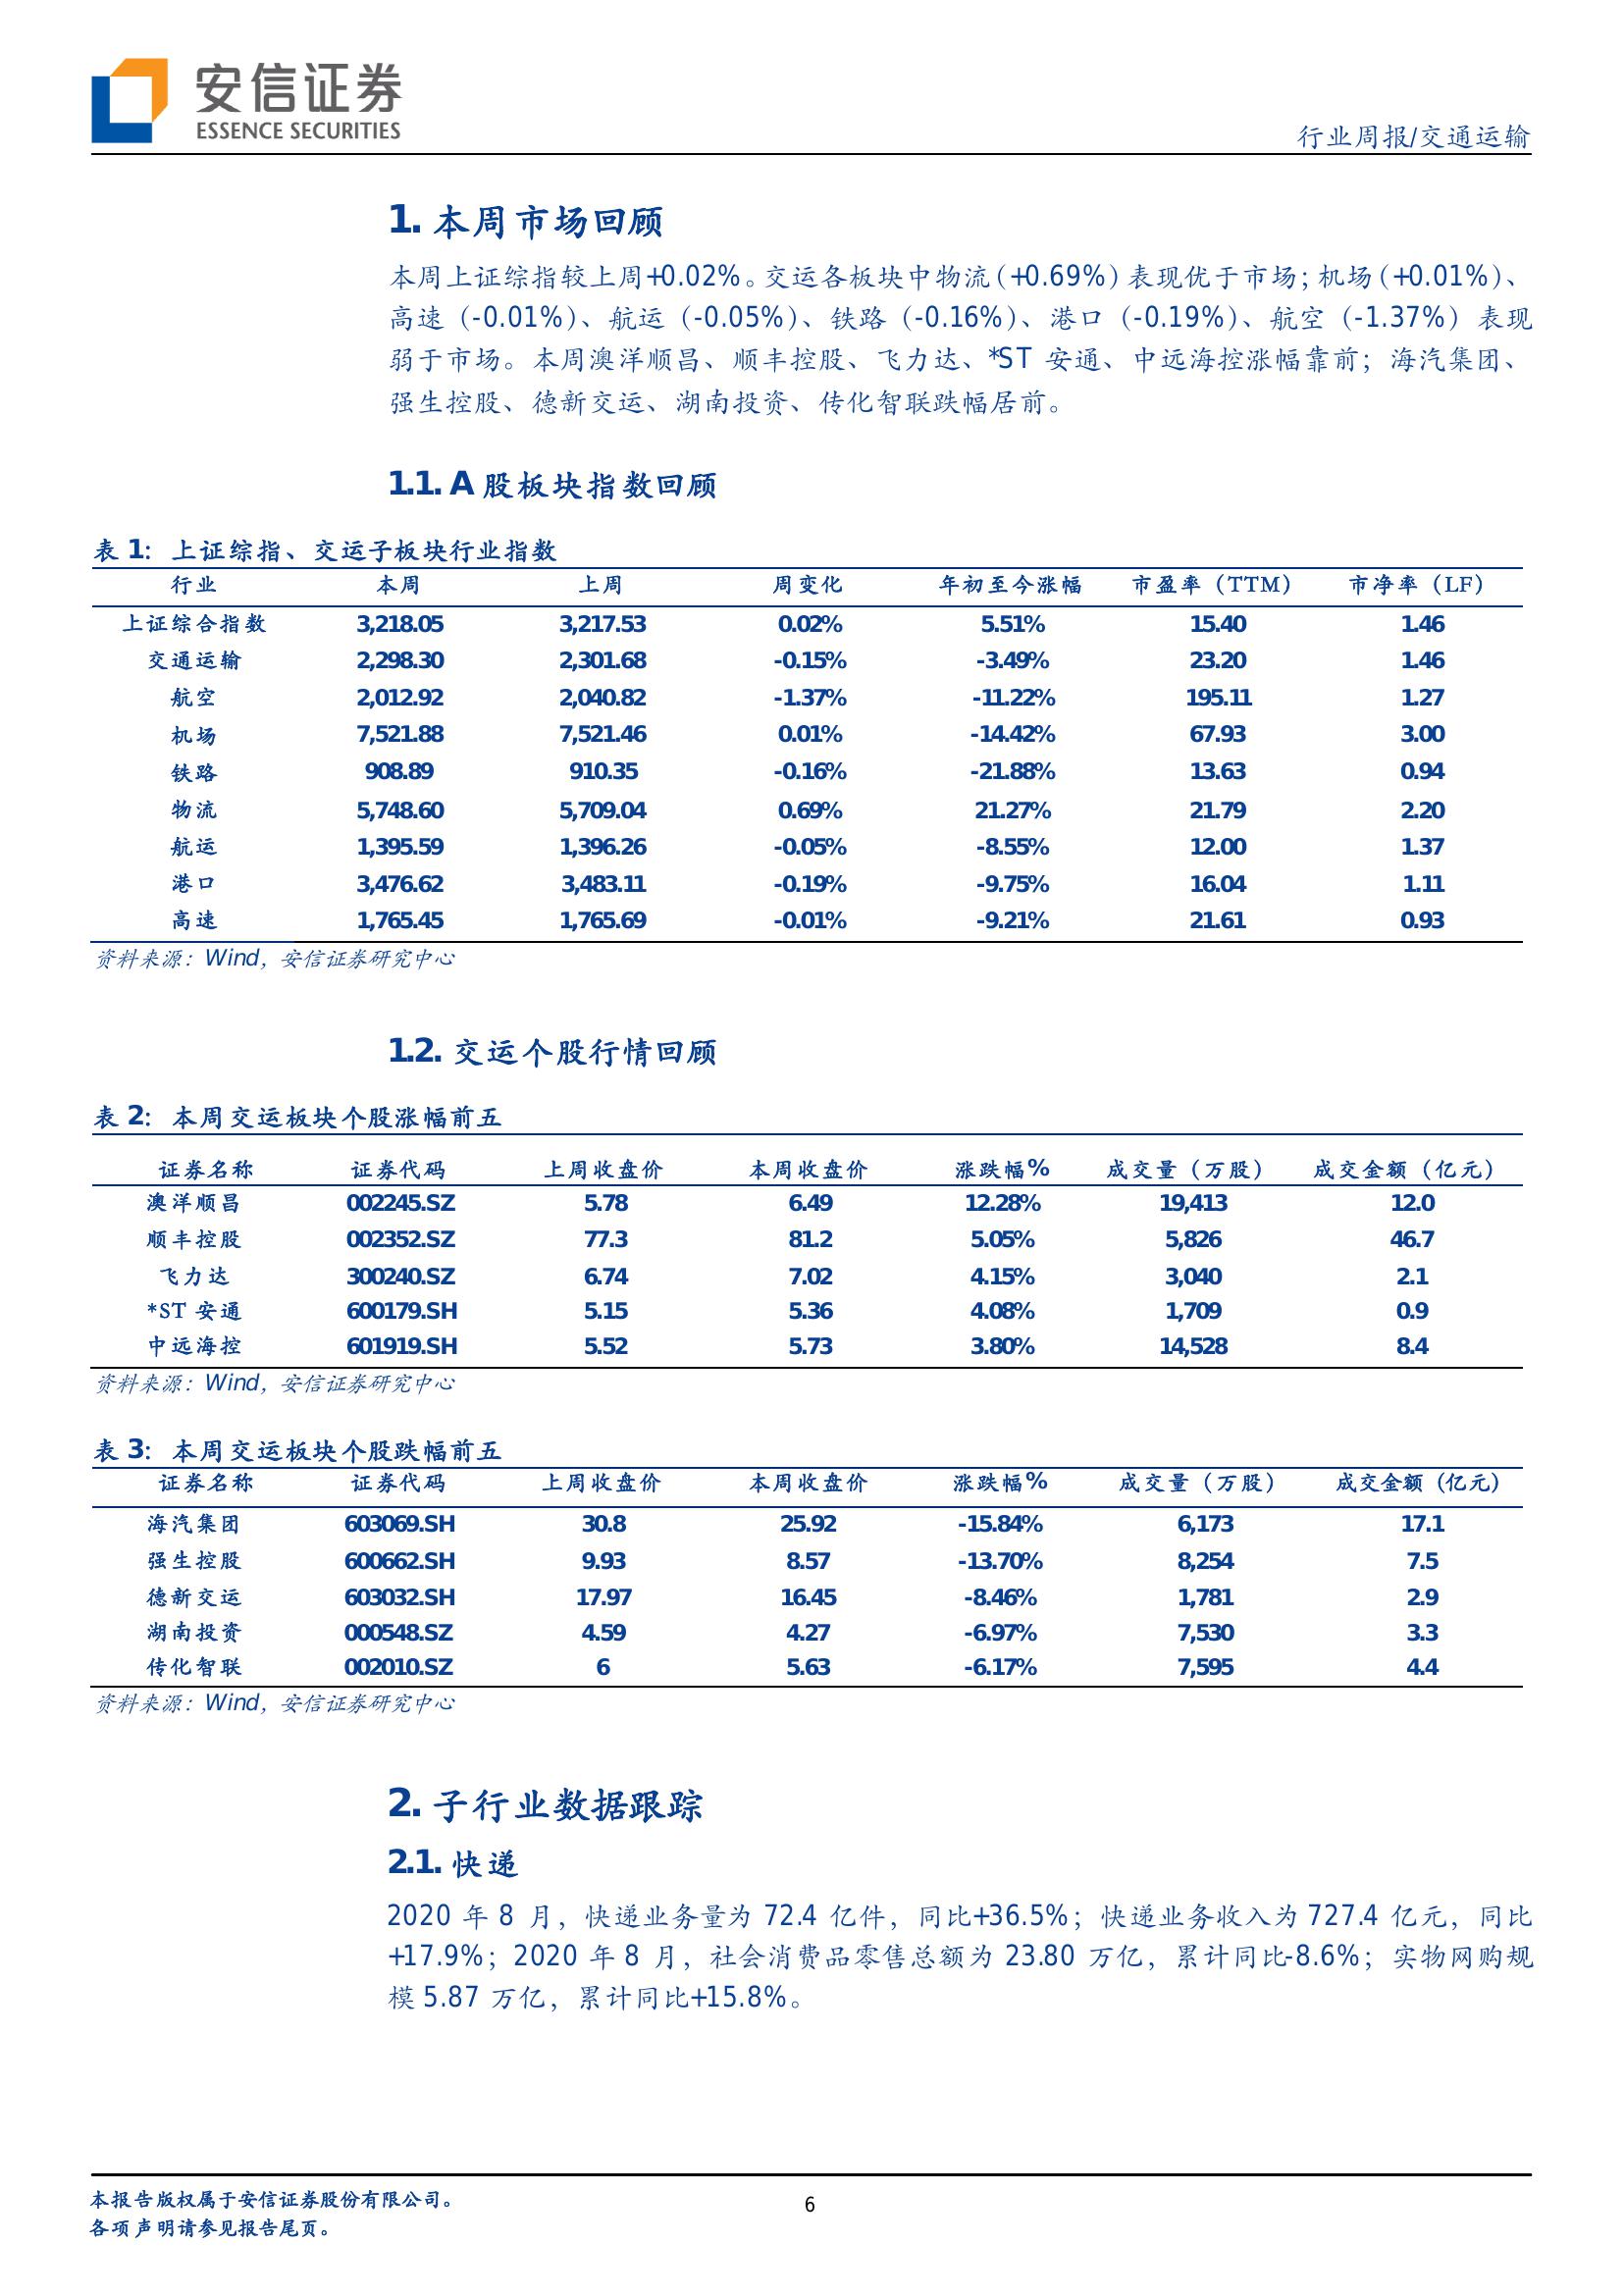 安信证券
ESSENCE SECURITIES
行业周报/交通运输
1. 本周市场回顾
本周上证综指较上周+0.02%。交运各板块中物流（+0.69%）表现优于市场；机场（+0.01%）、
高速（-0.01%）、航运（-0.05%）、铁路（-0.16%）、港口（-0.19%）、航空（-1.37%）表现
弱于市场。本周澳洋顺昌、顺丰控股、飞力达、*ST 安通、中远海控涨幅靠前；海汽集团、
强生控股、德新交运、湖南投资、传化智联跌幅居前。
1.1. A 股板块指数回顾
表 1：上证综指、交运子板块行业指数
行业 本周 上周 周变化 年初至今涨幅 市盈率（TTM） 市净率（LF）
上证综合指数 3,218.05 3,217.53 0.02% 5.51% 15.40 1.46
交通运输 2,298.30 2,301.68 -0.15% -3.49% 23.20 1.46
航空 2,012.92 2,040.82 -1.37% -11.22% 195.11 1.27
机场 7,521.88 7,521.46 0.01% -14.42% 67.93 3.00
铁路 908.89 910.35 -0.16% -21.88% 13.63 0.94
物流 5,748.60 5,709.04 0.69% 21.27% 21.79 2.20
航运 1,395.59 1,396.26 -0.05% -8.55% 12.00 1.37
港口 3,476.62 3,483.11 -0.19% -9.75% 16.04 1.11
高速 1,765.45 1,765.69 -0.01% -9.21% 21.61 0.93
资料来源：Wind，安信证券研究中心
1.2. 交运个股行情回顾
表 2：本周交运板块个股涨幅前五
证券名称 证券代码 上周收盘价 本周收盘价 涨跌幅% 成交量（万股） 成交金额（亿元）
澳洋顺昌 002245.SZ 5.78 6.49 12.28% 19,413 12.0
顺丰控股 002352.SZ 77.3 81.2 5.05% 5,826 46.7
飞力达 300240.SZ 6.74 7.02 4.15% 3,040 2.1
*ST 安通 600179.SH 5.15 5.36 4.08% 1,709 0.9
中远海控 601919.SH 5.52 5.73 3.80% 14,528 8.4
资料来源：Wind，安信证券研究中心
表 3：本周交运板块个股跌幅前五
证券名称 证券代码 上周收盘价 本周收盘价 涨跌幅% 成交量（万股） 成交金额（亿元）
海汽集团 603069.SH 30.8 25.92 -15.84% 6,173 17.1
强生控股 600662.SH 9.93 8.57 -13.70% 8,254 7.5
德新交运 603032.SH 17.97 16.45 -8.46% 1,781 2.9
湖南投资 000548.SZ 4.59 4.27 -6.97% 7,530 3.3
传化智联 002010.SZ 6 5.63 -6.17% 7,595 4.4
资料来源：Wind，安信证券研究中心
2. 子行业数据跟踪
2.1. 快递
2020 年 8 月，快递业务量为 72.4 亿件，同比+36.5%；快递业务收入为 727.4 亿元，同比
+17.9%；2020 年 8 月，社会消费品零售总额为 23.80 万亿，累计同比-8.6%；实物网购规
模 5.87 万亿，累计同比+15.8%。
本报告版权属于安信证券股份有限公司。
各项声明请参见报告尾页。
6